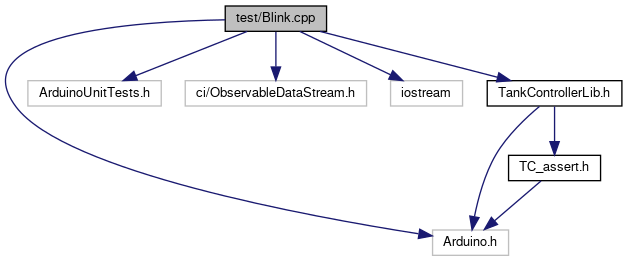 test/Blink.cpp
ArduinoUnitTests.h
ci/ObservableDataStream.h
iostream
TankControllerLib.h
TC_assert.h
Arduino.h